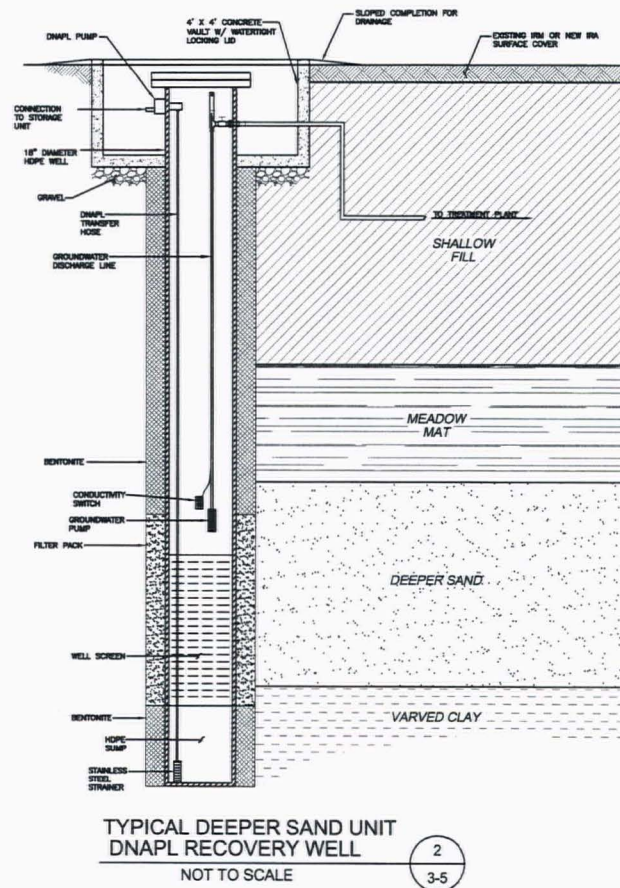 SLOPED COMPLETION FOR
DRAINAGE
4' X 4' CONCRETE
VAULT W/ WATERTIGHT
LOCKING LID
DNAPL PUMP
EXISTING IRM OR NEW IRA
SURFACE COVER
CONNECTION
TO STORAGE
UNIT
18" DIAMETER
HDPE WELL
GRAVEL
DNAPL
TRANSFER
HOSE
TO TREATMENT PLANT
SHALLOW
FILL
GROUNDWATER
DISCHARGE LINE
MEADOW
MAT
BENTONITE
CONDUCTIVITY
SWITCH
GROUNDWATER
PUMP
FILTER PACK
DEEPER SAND
WELL SCREEN
BENTONITE
VARVED CLAY
HDPE
SUMP
STAINLESS
STEEL
STRAINER
TYPICAL DEEPER SAND UNIT
DNAPL RECOVERY WELL
NOT TO SCALE
2
3-5